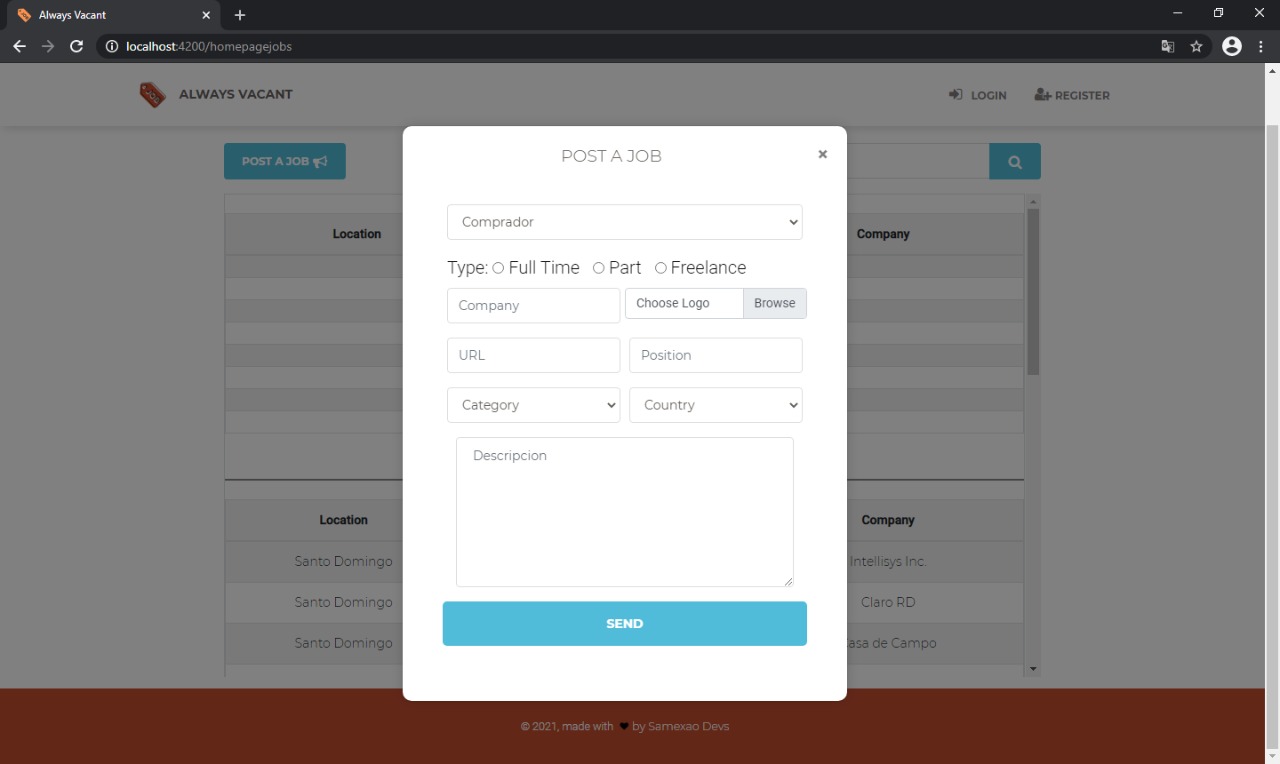 Always Vacant
localhost:4200/homepagejobs
JOB
ALWAYS VACANT
LOGIN
REGISTER
POST A JOB
POST A JOB
×
Comprador
Location
Company
Type: Full Time Part Freelance
Company
Choose Logo
Browse
URL
Position
Category
Country
Descripcion
Location
Company
Santo Domingo
Intellisys Inc.
Santo Domingo
Claro RD
Santo Domingo
Casa de Campo
SEND
© 2021, made with ♥ by Samexao Devs